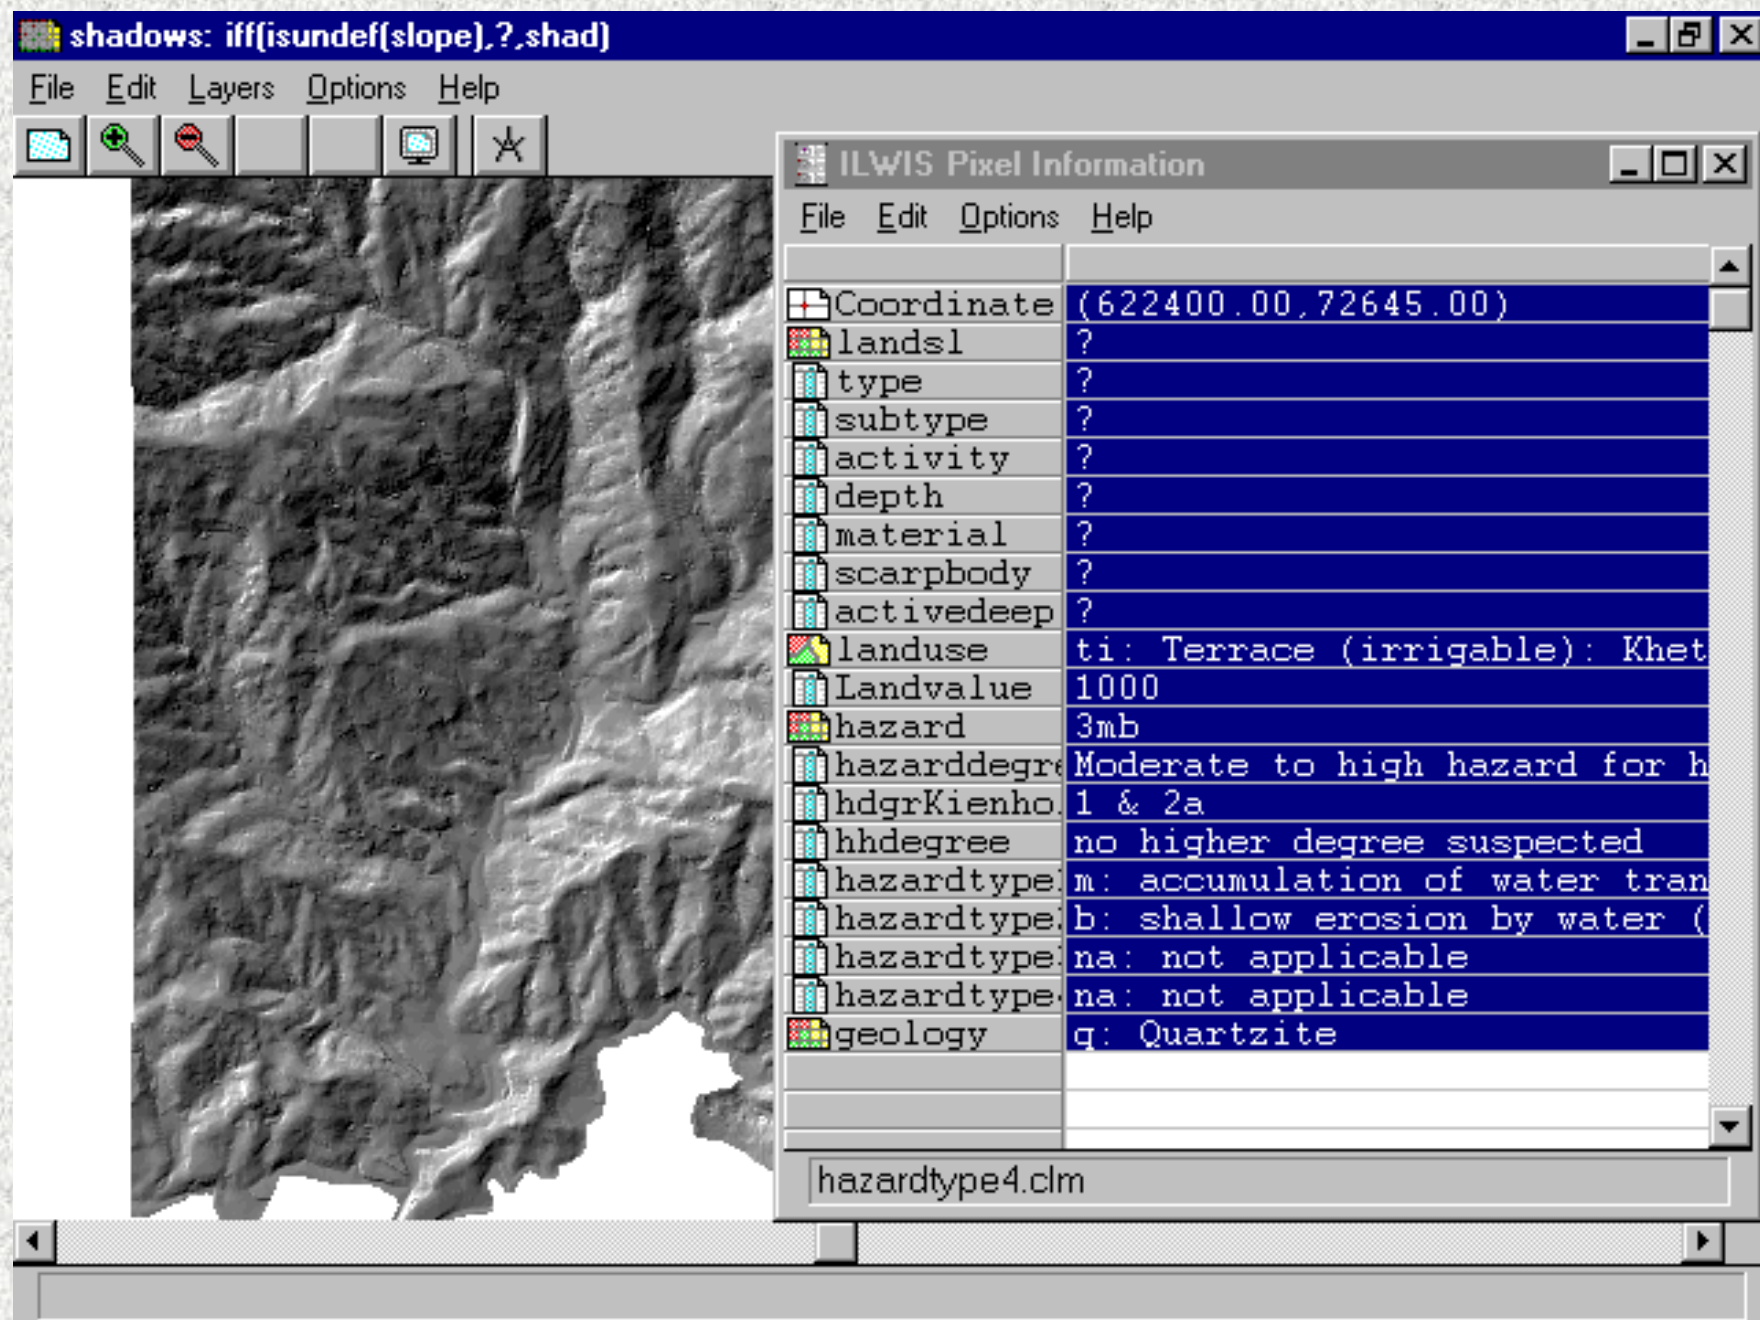 shadows: iff(isundef(slope),?,shad)
File Edit Layers Options Help
ILWIS Pixel Information
File Edit Options Help
Coordinate (622400.00,72645.00)
landsl ?
type ?
subtype ?
activity ?
depth ?
material ?
scarpbody ?
activedeep ?
landuse ti: Terrace (irrigable): Khet
Landvalue 1000
hazard 3mb
hazarddegre Moderate to high hazard for h
hdgrKienho. 1 & 2a
hhdegree no higher degree suspected
hazardtype m: accumulation of water tran
hazardtype b: shallow erosion by water (
hazardtype na: not applicable
hazardtype na: not applicable
geology q: Quartzite
hazardtype4.clm